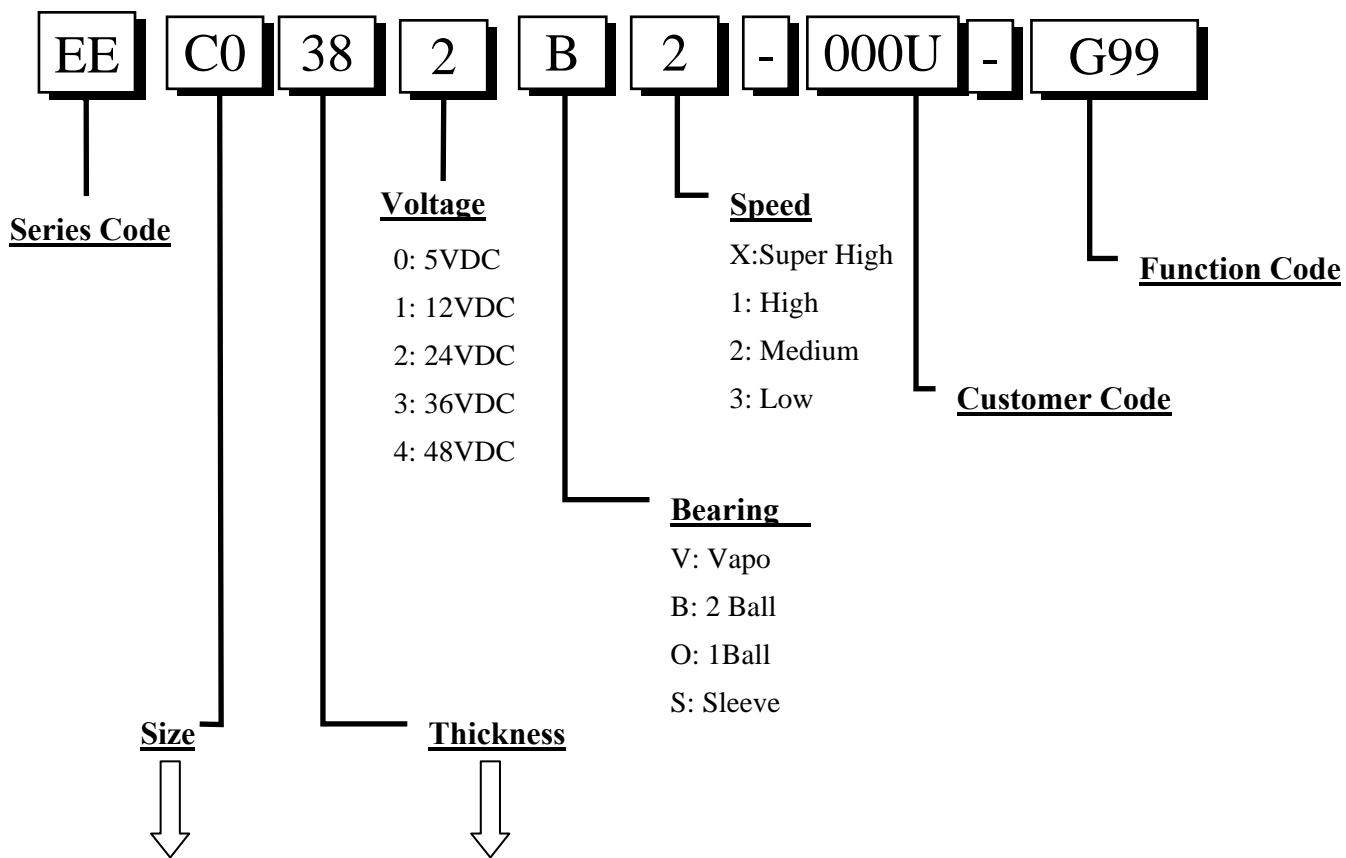 EE C0 38 2 B 2 - 000U - G99
Series Code
Voltage
0: 5VDC
1: 12VDC
2: 24VDC
3: 36VDC
4: 48VDC
Speed
X:Super High
1: High
2: Medium
3: Low
Function Code
Customer Code
Bearing
V: Vapo
B: 2 Ball
O: 1Ball
S: Sleeve
Size
Thickness